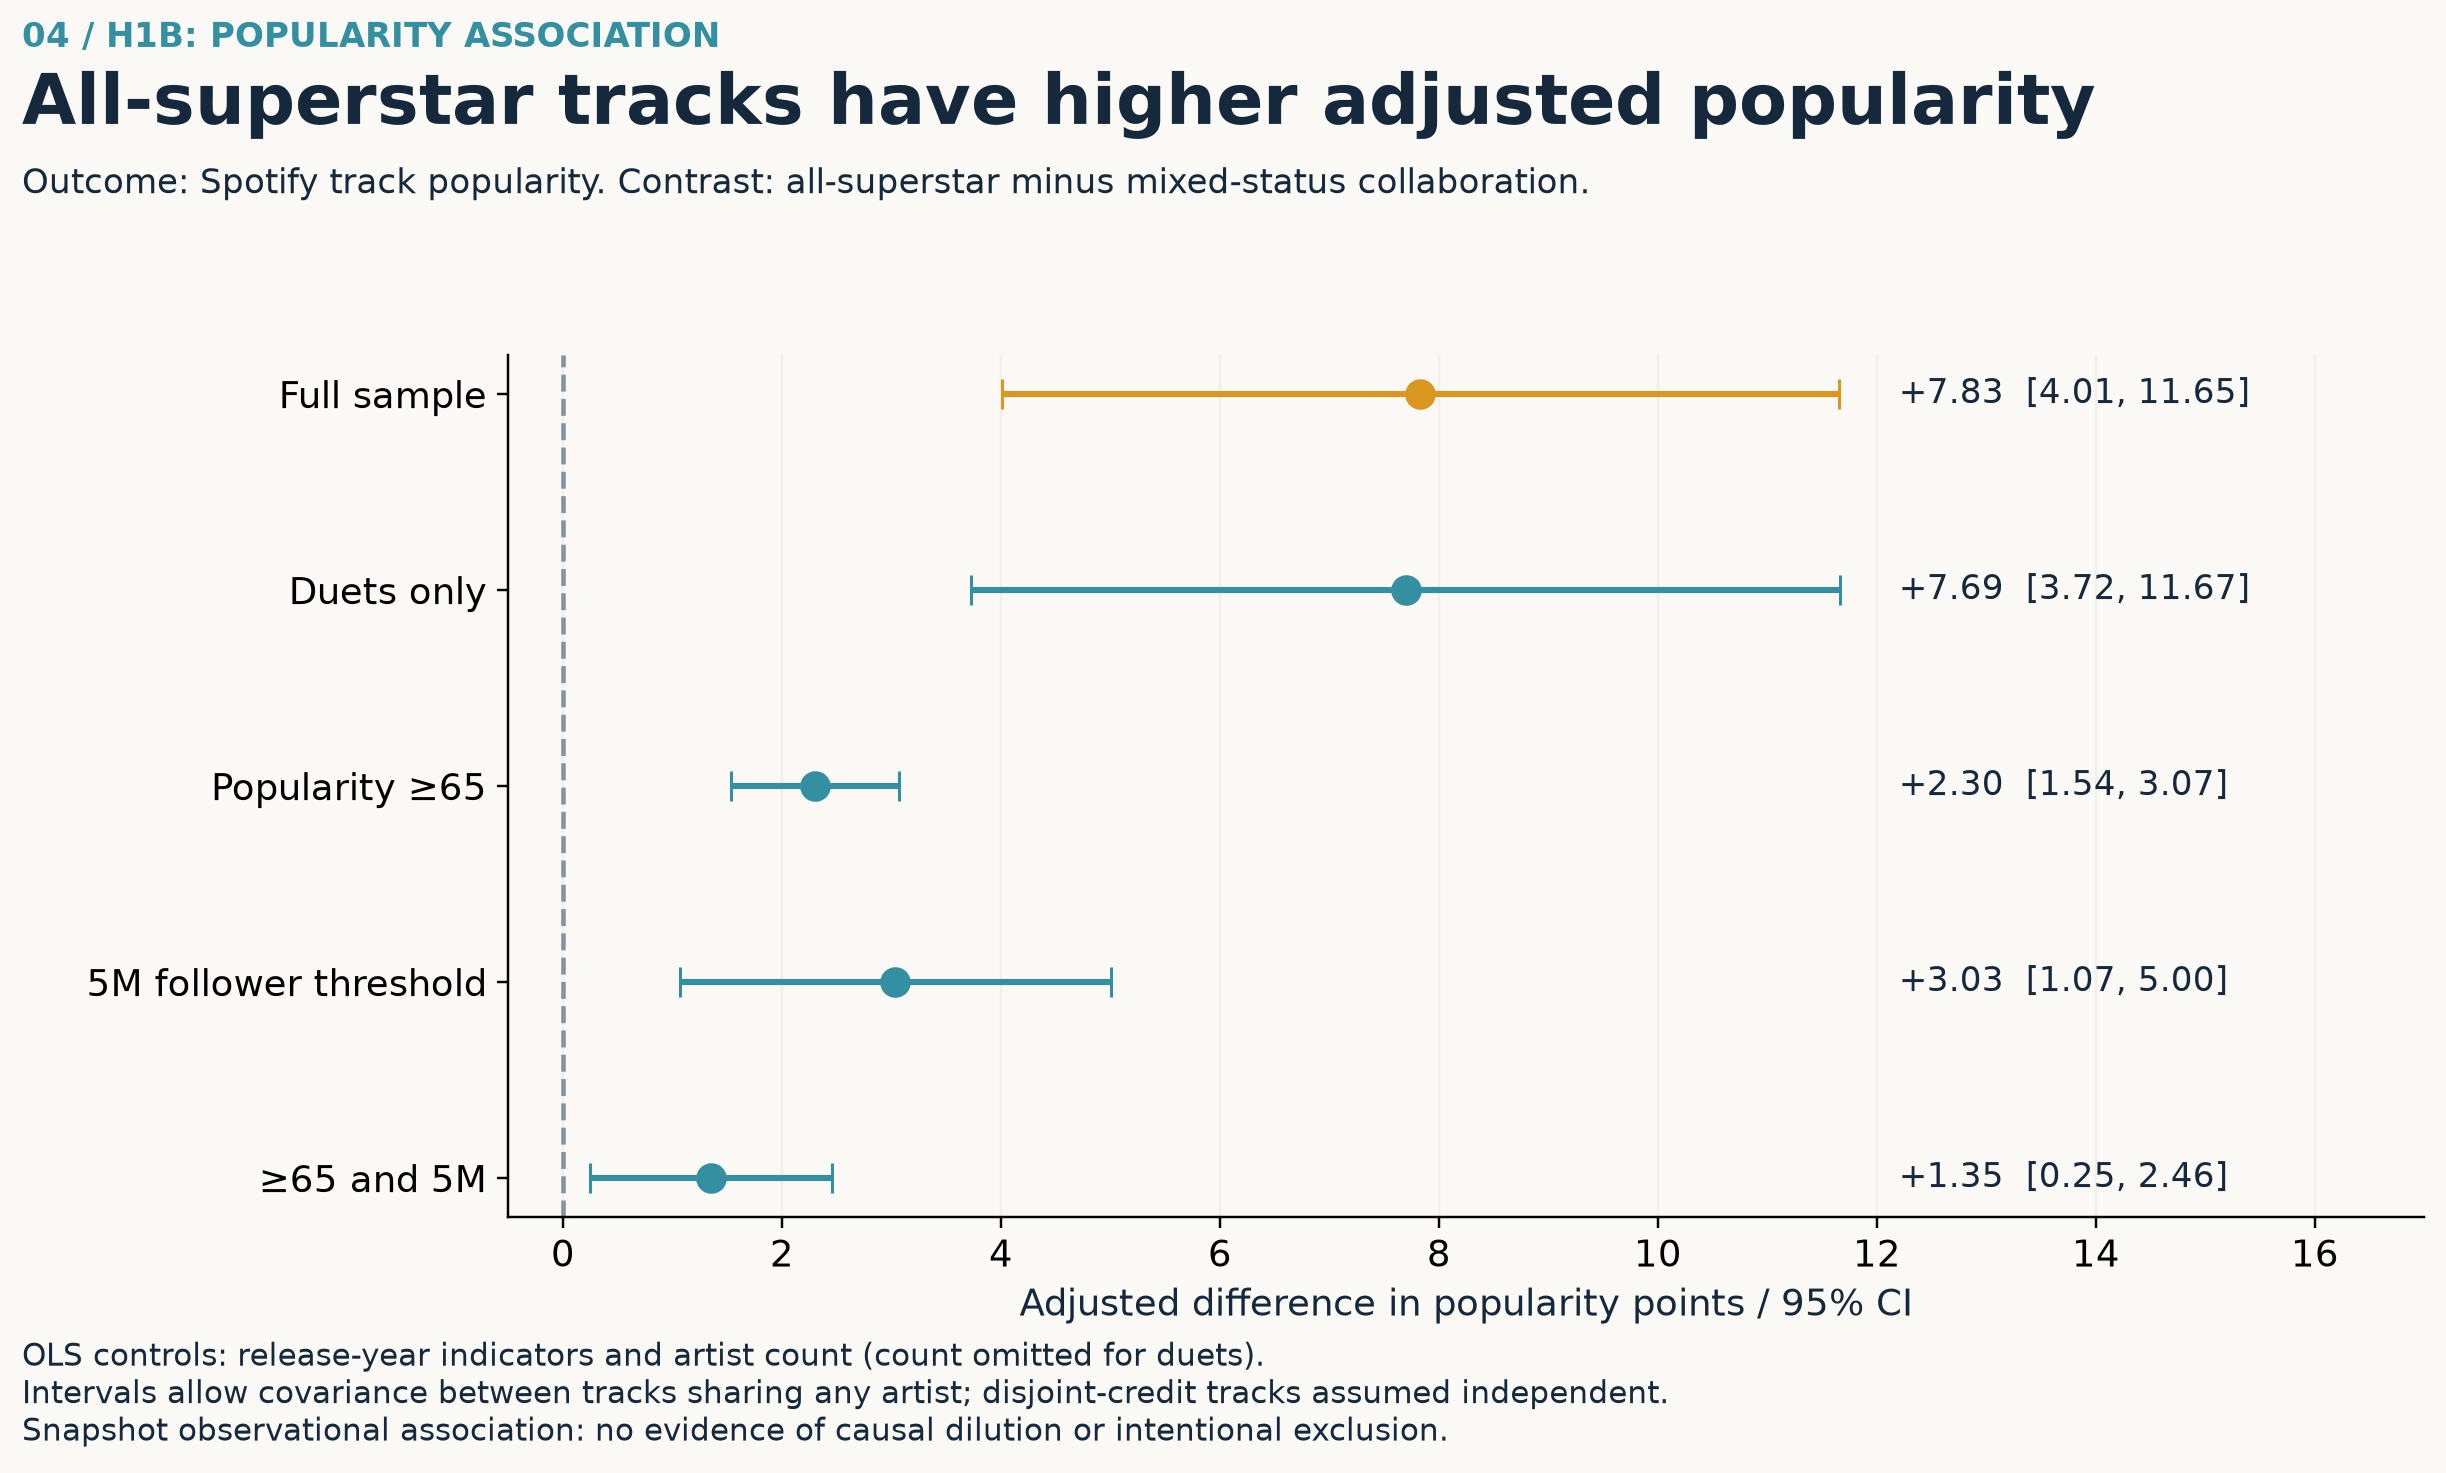 04 / H1B: POPULARITY ASSOCIATION
All-superstar tracks have higher adjusted popularity
Outcome: Spotify track popularity. Contrast: all-superstar minus mixed-status collaboration.
Full sample
+7.83 [4.01, 11.65]
Duets only
+7.69 [3.72, 11.67]
Popularity ≥65
+2.30 [1.54, 3.07]
5M follower threshold
+3.03 [1.07, 5.00]
≥65 and 5M
+1.35 [0.25, 2.46]
0 2 4 6 8 10 12 14 16
Adjusted difference in popularity points / 95% CI
OLS controls: release-year indicators and artist count (count omitted for duets).
Intervals allow covariance between tracks sharing any artist; disjoint-credit tracks assumed independent.
Snapshot observational association: no evidence of causal dilution or intentional exclusion.